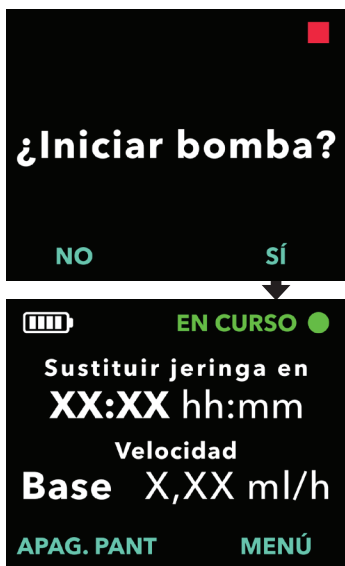 ¿Iniciar bomba?
NO SÍ
EN CURSO
Sustituir jeringa en
XX:XX hh:mm
Velocidad
Base X,XX ml/h
APAG. PANT MENÚ